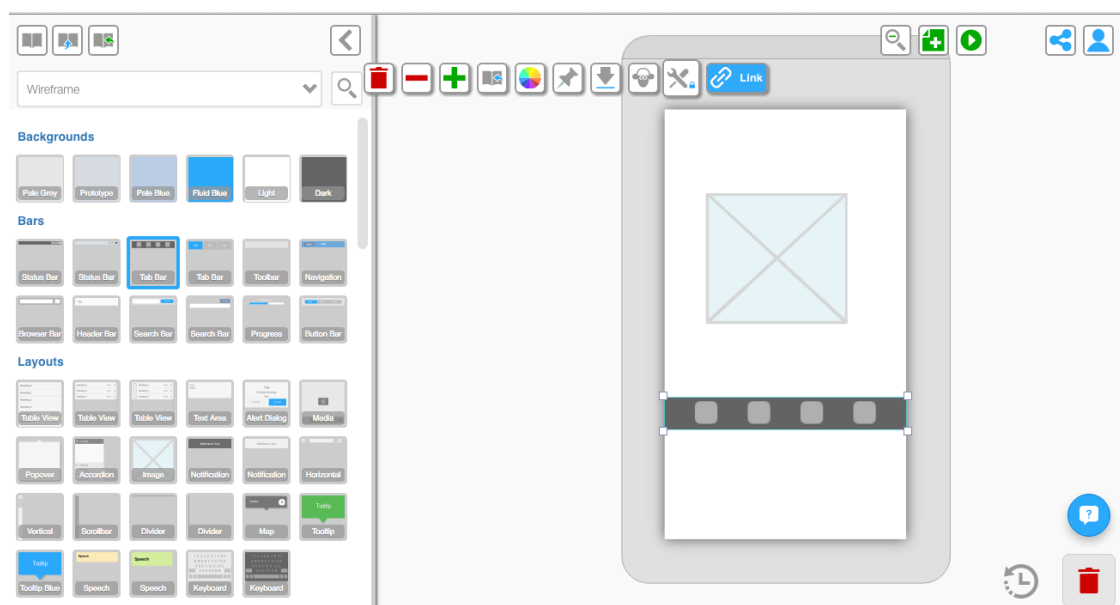 Wireframe
Link
Backgrounds
Pale Grey Prototype Pale Blue Fluid Blue Light Dark
Bars
Status Bar Status Bar Tab Bar Tab Bar Toolbar Navigation
Browser Bar Header Bar Search Bar Search Bar Progress Button Bar
Layouts
Table View Table View Table View Text Area Alert Dialog Media
Popover Accordion Image Notification Notification Horizontal
Tooltip
Vertical Scrollbar Divider Divider Map Tooltip
Tooltip Speech Speech
Tooltip Blue Speech Speech Keyboard Keyboard